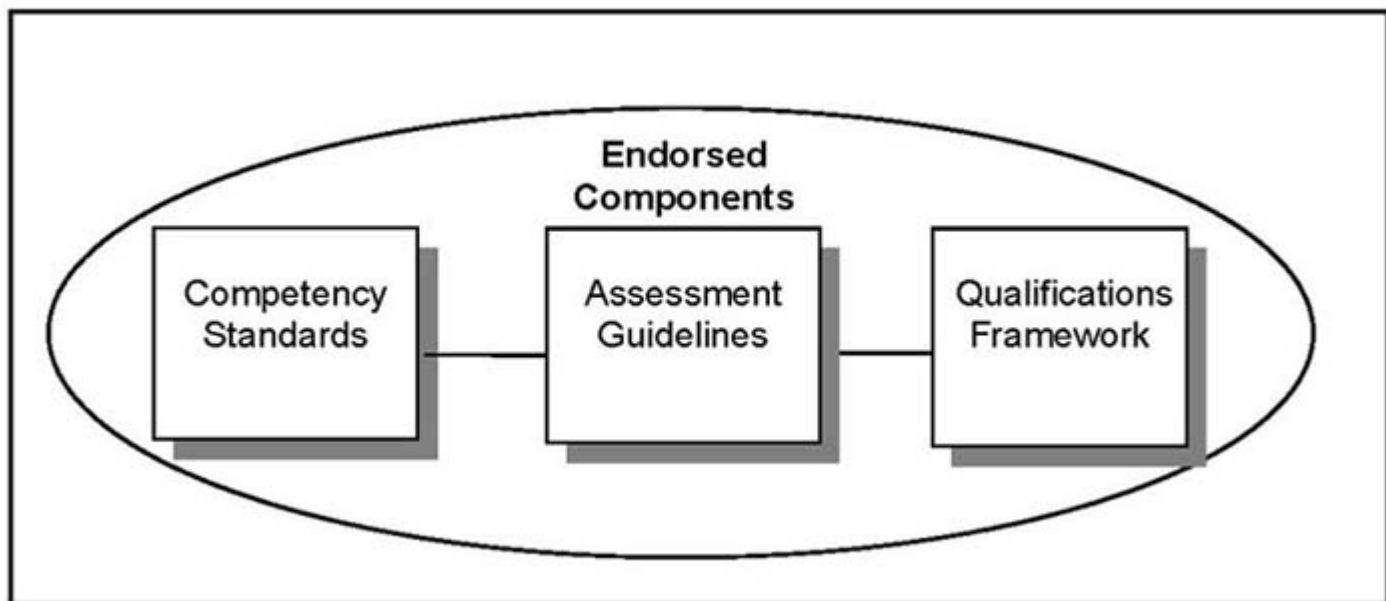 Endorsed
Components
Competency
Standards
Assessment
Guidelines
Qualifications
Framework